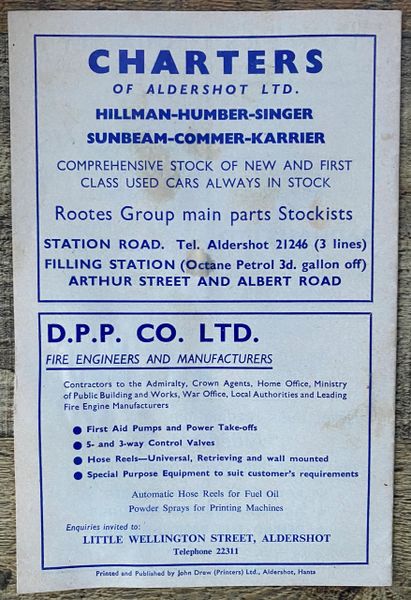 CHARTERS
OF ALDERSHOT LTD.
HILLMAN-HUMBER-SINGER
SUNBEAM-COMMER-KARRIER
COMPREHENSIVE STOCK OF NEW AND FIRST
CLASS USED CARS ALWAYS IN STOCK
Rootes Group main parts Stockists
STATION ROAD. Tel. Aldershot 21246 (3 lines)
FILLING STATION (Octane Petrol 3d. gallon off)
ARTHUR STREET AND ALBERT ROAD
D.P.P. CO. LTD.
FIRE ENGINEERS AND MANUFACTURERS
Contractors to the Admiralty, Crown Agents, Home Office, Ministry
of Public Building and Works, War Office, Local Authorities and Leading
Fire Engine Manufacturers
● First Aid Pumps and Power Take-offs
● 5- and 3-way Control Valves
● Hose Reels—Universal, Retrieving and wall mounted
● Special Purpose Equipment to suit customer's requirements
Automatic Hose Reels for Fuel Oil
Powder Sprays for Printing Machines
Enquiries invited to:
LITTLE WELLINGTON STREET, ALDERSHOT
Telephone 22311
Printed and Published by John Drew (Printers) Ltd., Aldershot, Hants